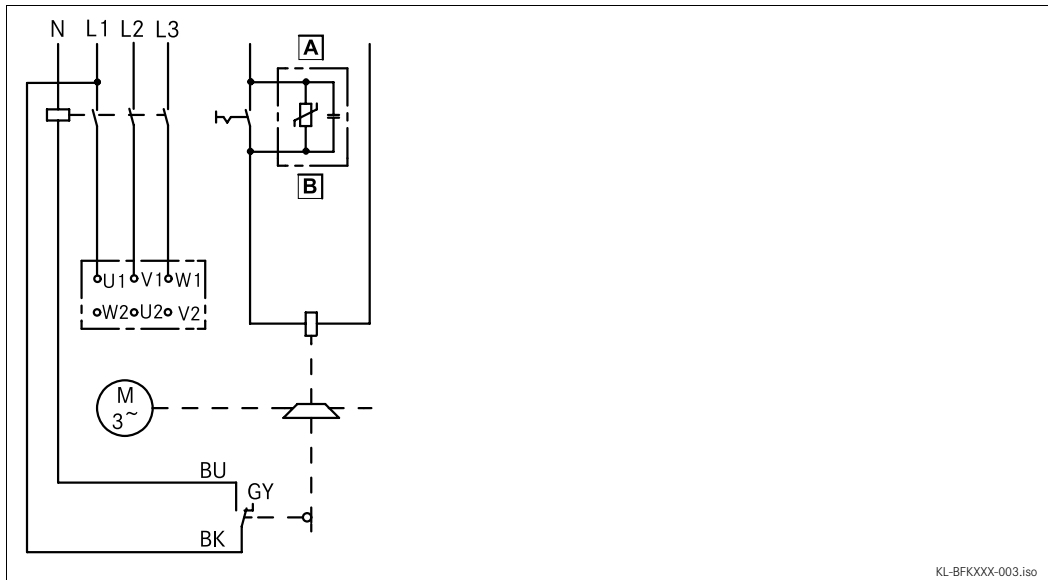 N L1 L2 L3
A
B
U1 V1 W1
W2 U2 V2
M
3~
BU
GY
BK
KL-BFKXXX-003.iso